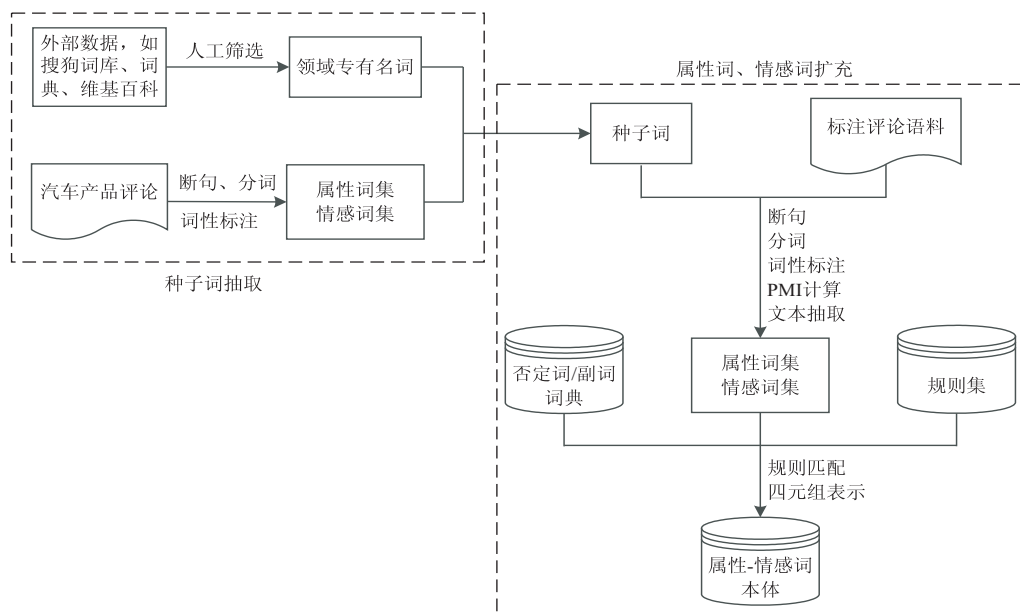 外部数据，如
搜狗词库、词
典、维基百科
人工筛选
领域专有名词
汽车产品评论
断句、分词
词性标注
属性词集
情感词集
种子词抽取
属性词、情感词扩充
种子词
标注评论语料
断句
分词
词性标注
PMI计算
文本抽取
否定词/副词
词典
属性词集
情感词集
规则集
规则匹配
四元组表示
属性-情感词
本体